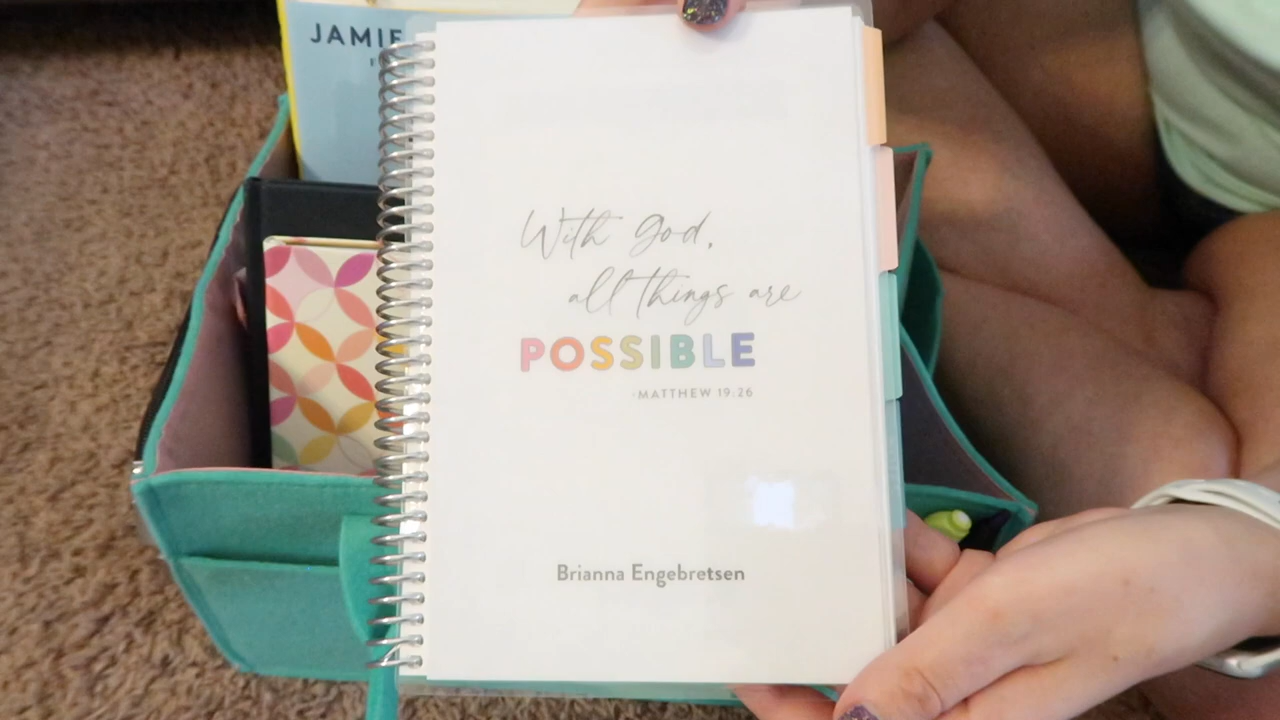 JAMIE
With God,
all things are
POSSIBLE
-MATTHEW 19:26
Brianna Engebretsen